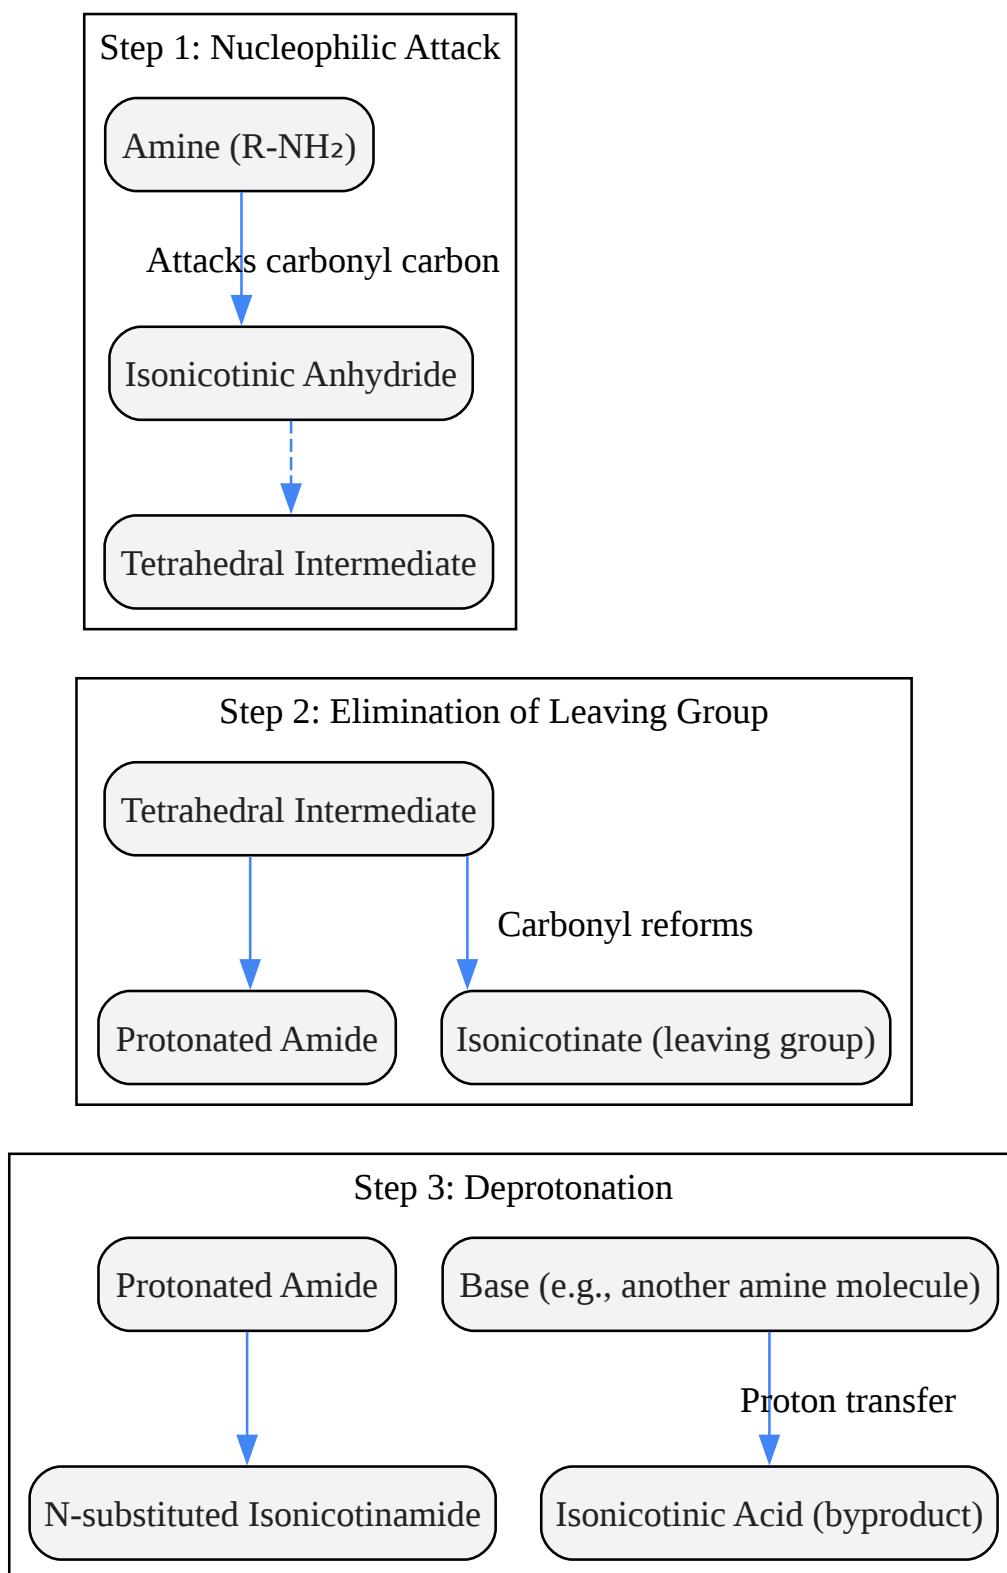 Step 1: Nucleophilic Attack
Amine (R-NH₂)
Attacks carbonyl carbon
Isonicotinic Anhydride
Tetrahedral Intermediate
Step 2: Elimination of Leaving Group
Tetrahedral Intermediate
Carbonyl reforms
Protonated Amide
Isonicotinate (leaving group)
Step 3: Deprotonation
Protonated Amide
Base (e.g., another amine molecule)
Proton transfer
N-substituted Isonicotinamide
Isonicotinic Acid (byproduct)